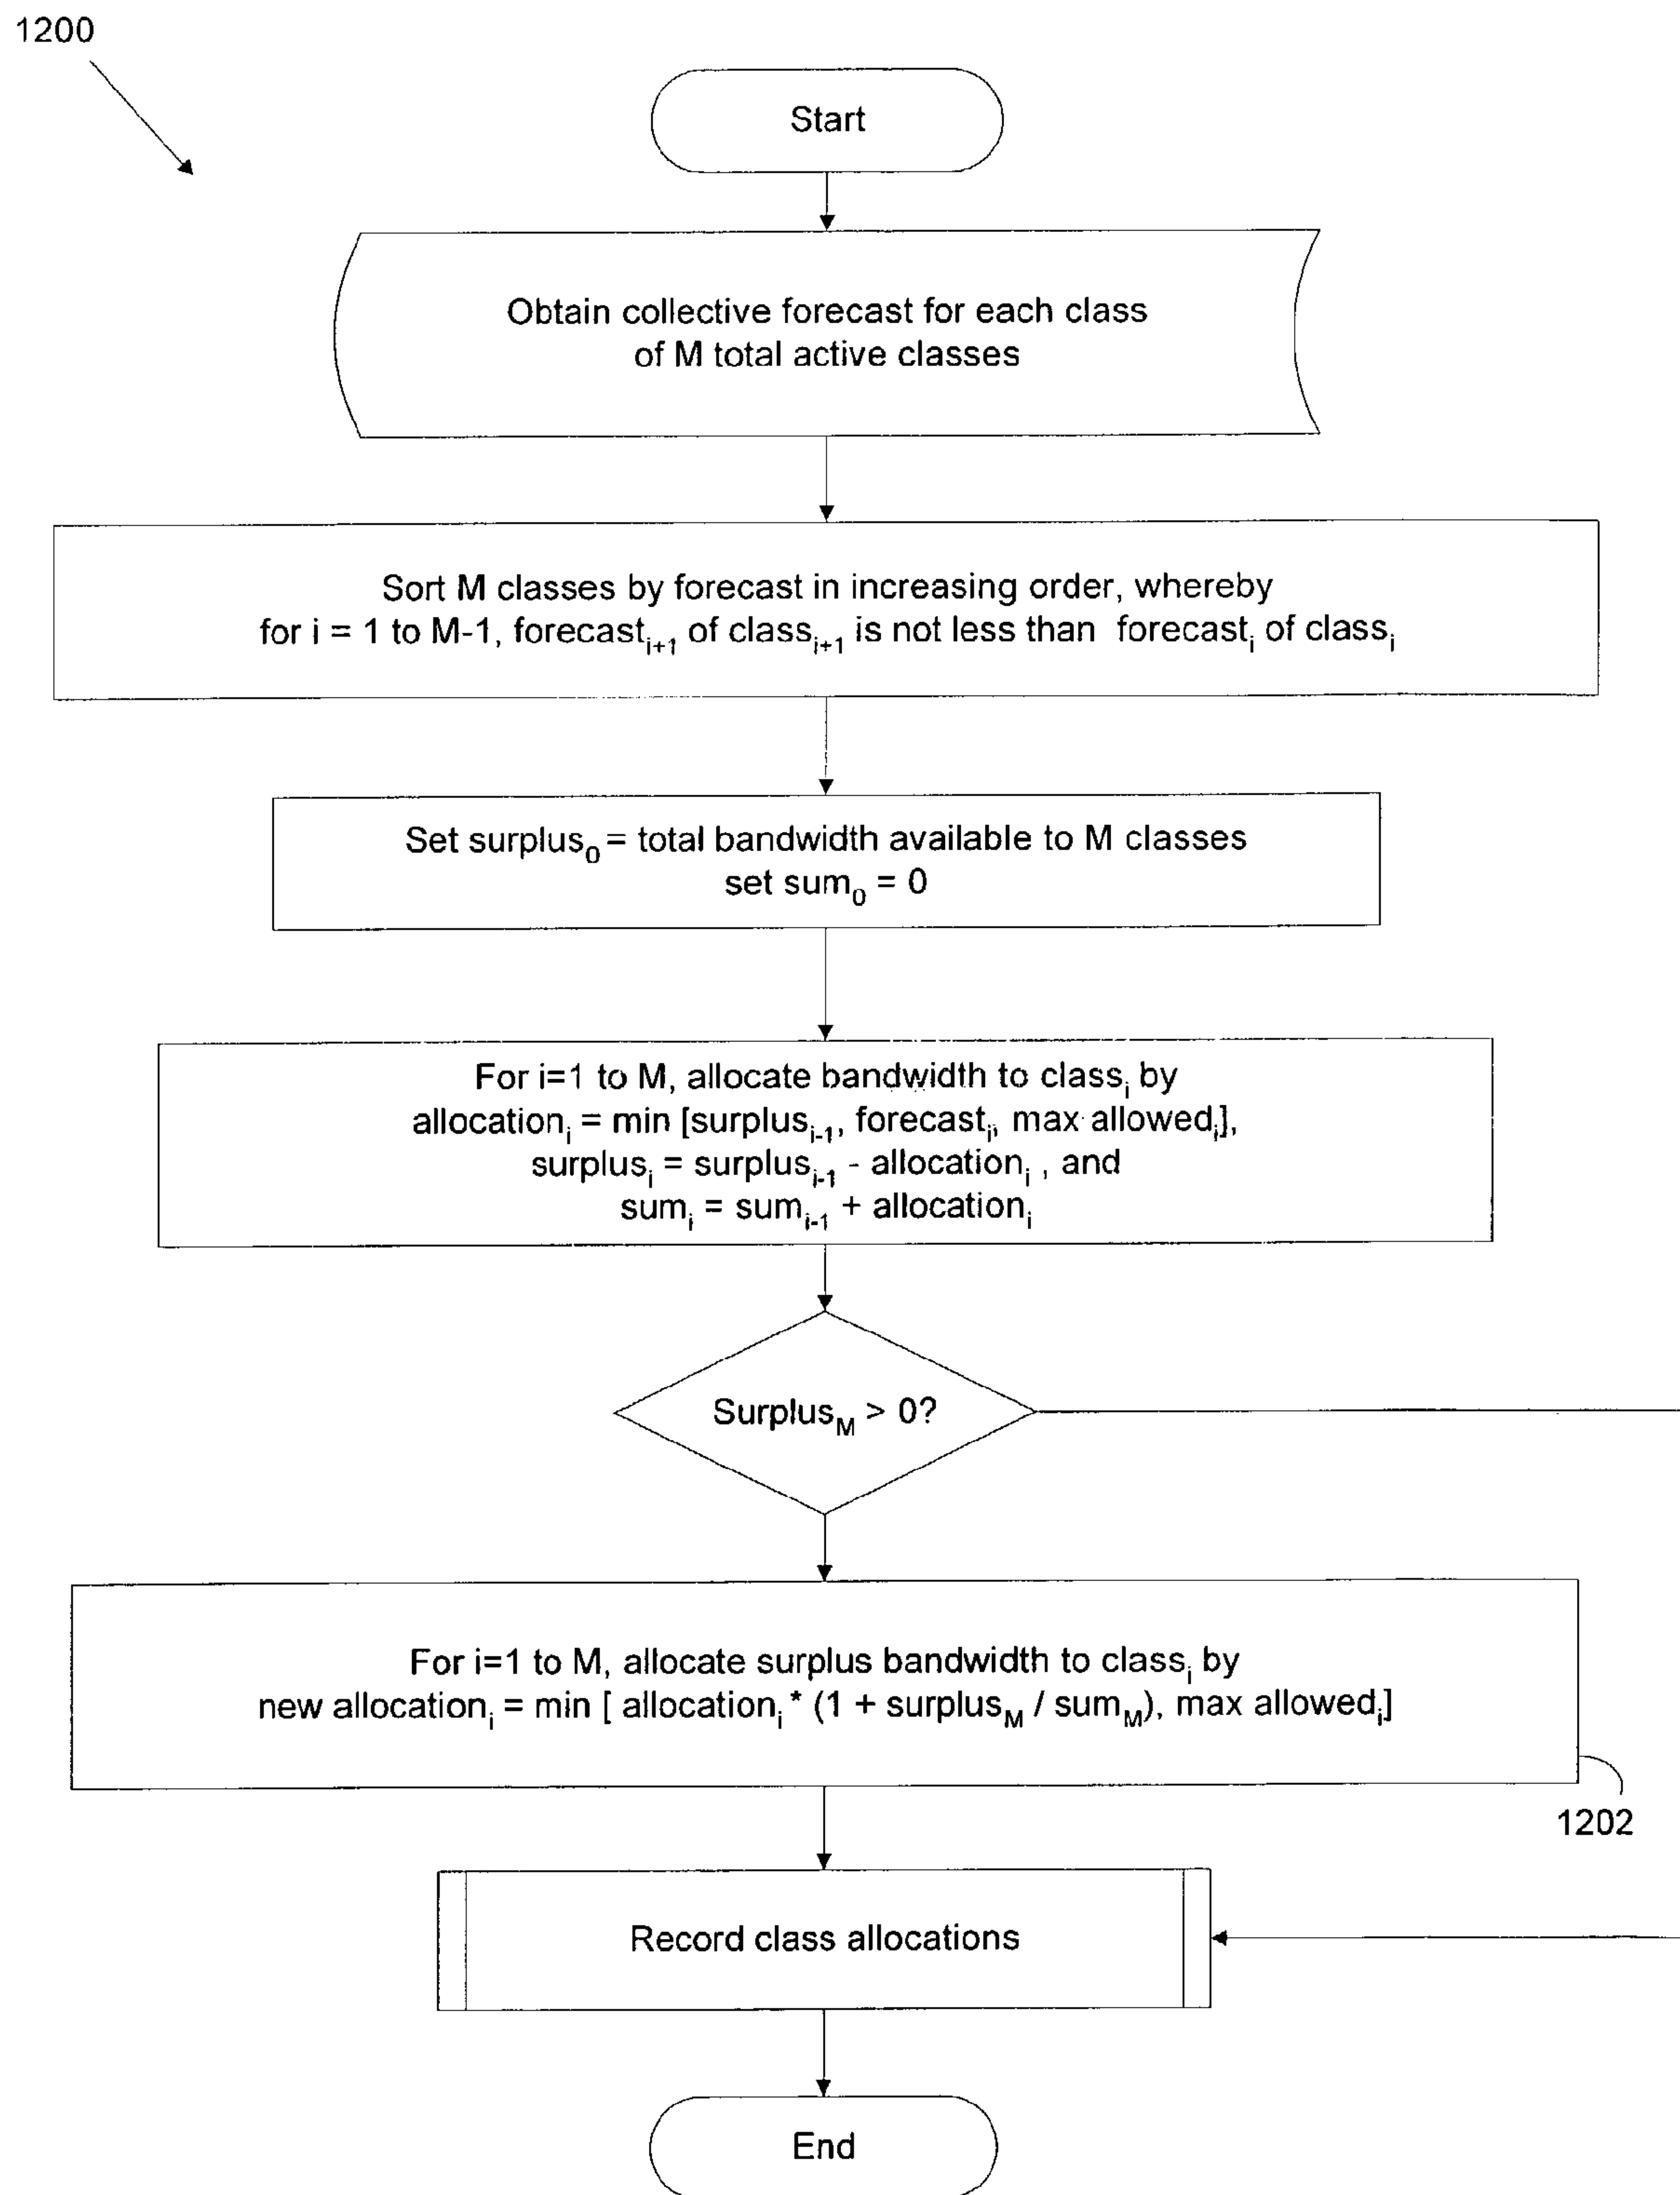 1200
Start
Obtain collective forecast for each class
of M total active classes
Sort M classes by forecast in increasing order, whereby
for i = 1 to M-1, forecastᵢ₊₁ of classᵢ₊₁ is not less than forecastᵢ of classᵢ
Set surplus₀ = total bandwidth available to M classes
set sum₀ = 0
For i=1 to M, allocate bandwidth to classᵢ by
allocationᵢ = min [surplusᵢ₋₁, forecastᵢ, max allowedᵢ],
surplusᵢ = surplusᵢ₋₁ - allocationᵢ , and
sumᵢ = sumᵢ₋₁ + allocationᵢ
Surplus_M > 0?
For i=1 to M, allocate surplus bandwidth to classᵢ by
new allocationᵢ = min [ allocationᵢ * (1 + surplus_M / sum_M), max allowedᵢ]
1202
Record class allocations
End